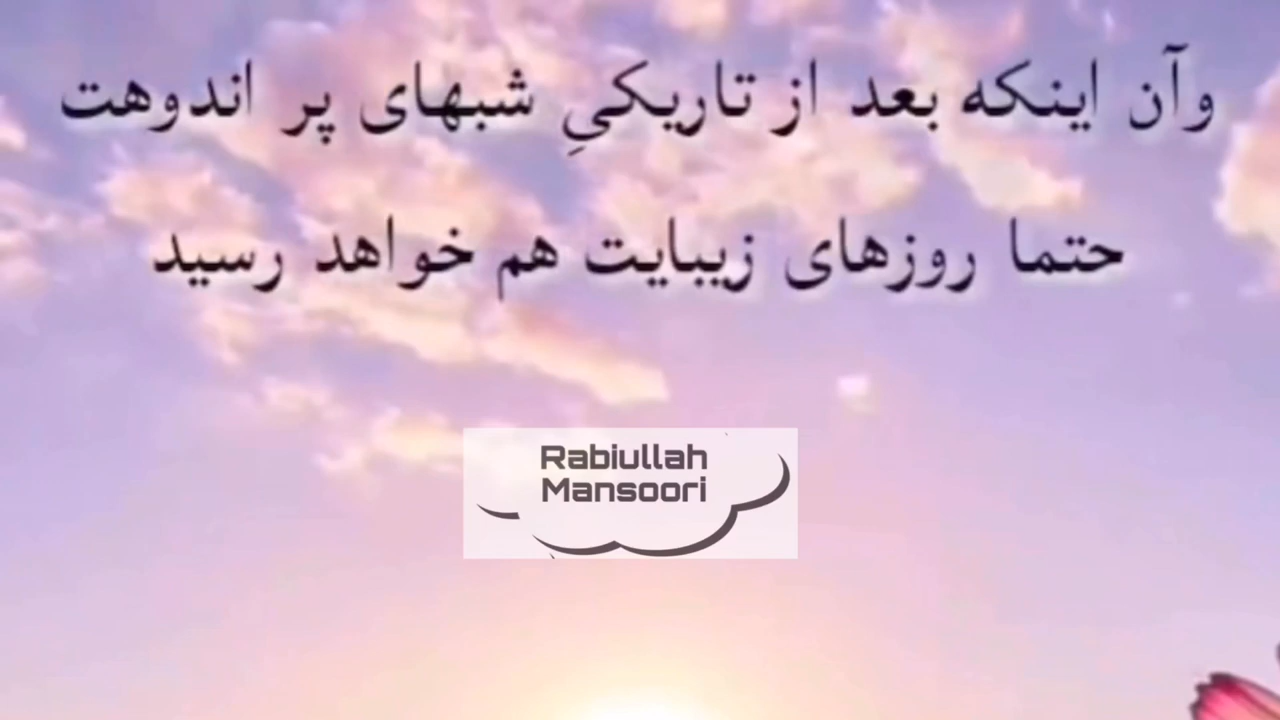 وآن اینکه بعد از تاریکیِ شبهای پر اندوهت
حتما روزهای زیبایت هم خواهد رسید
Rabiullah
Mansoori